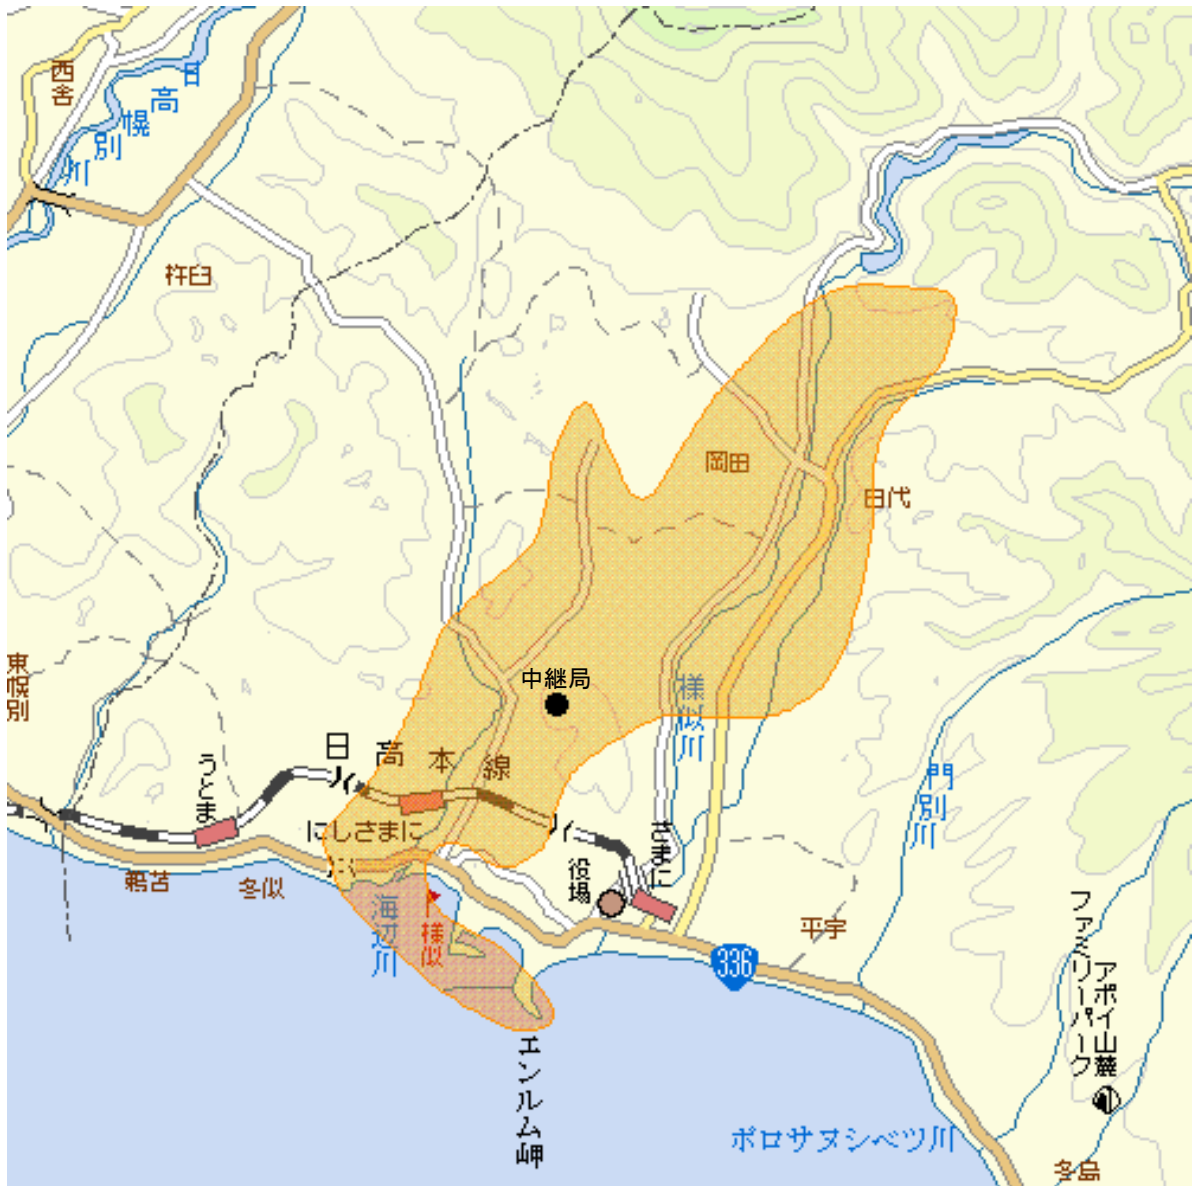 西舎
日高幌別川
杵臼
岡田
田代
中継局
様似川
東幌別
日高本線
うとま
にしさまに
鵜苫
冬似
海辺川
様似
役場
さまに
平宇
336
門別川
アポイ山麓
ファミリーパーク
エンルム岬
ポロサヌシベツ川
冬島